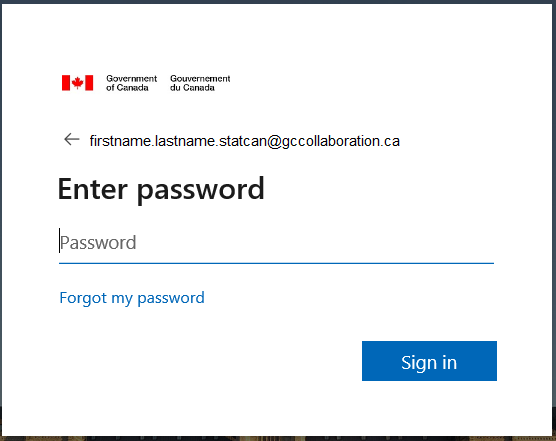 Government Gouvernement
of Canada du Canada
firstname.lastname.statcan@gccollaboration.ca
Enter password
Password
Forgot my password
Sign in